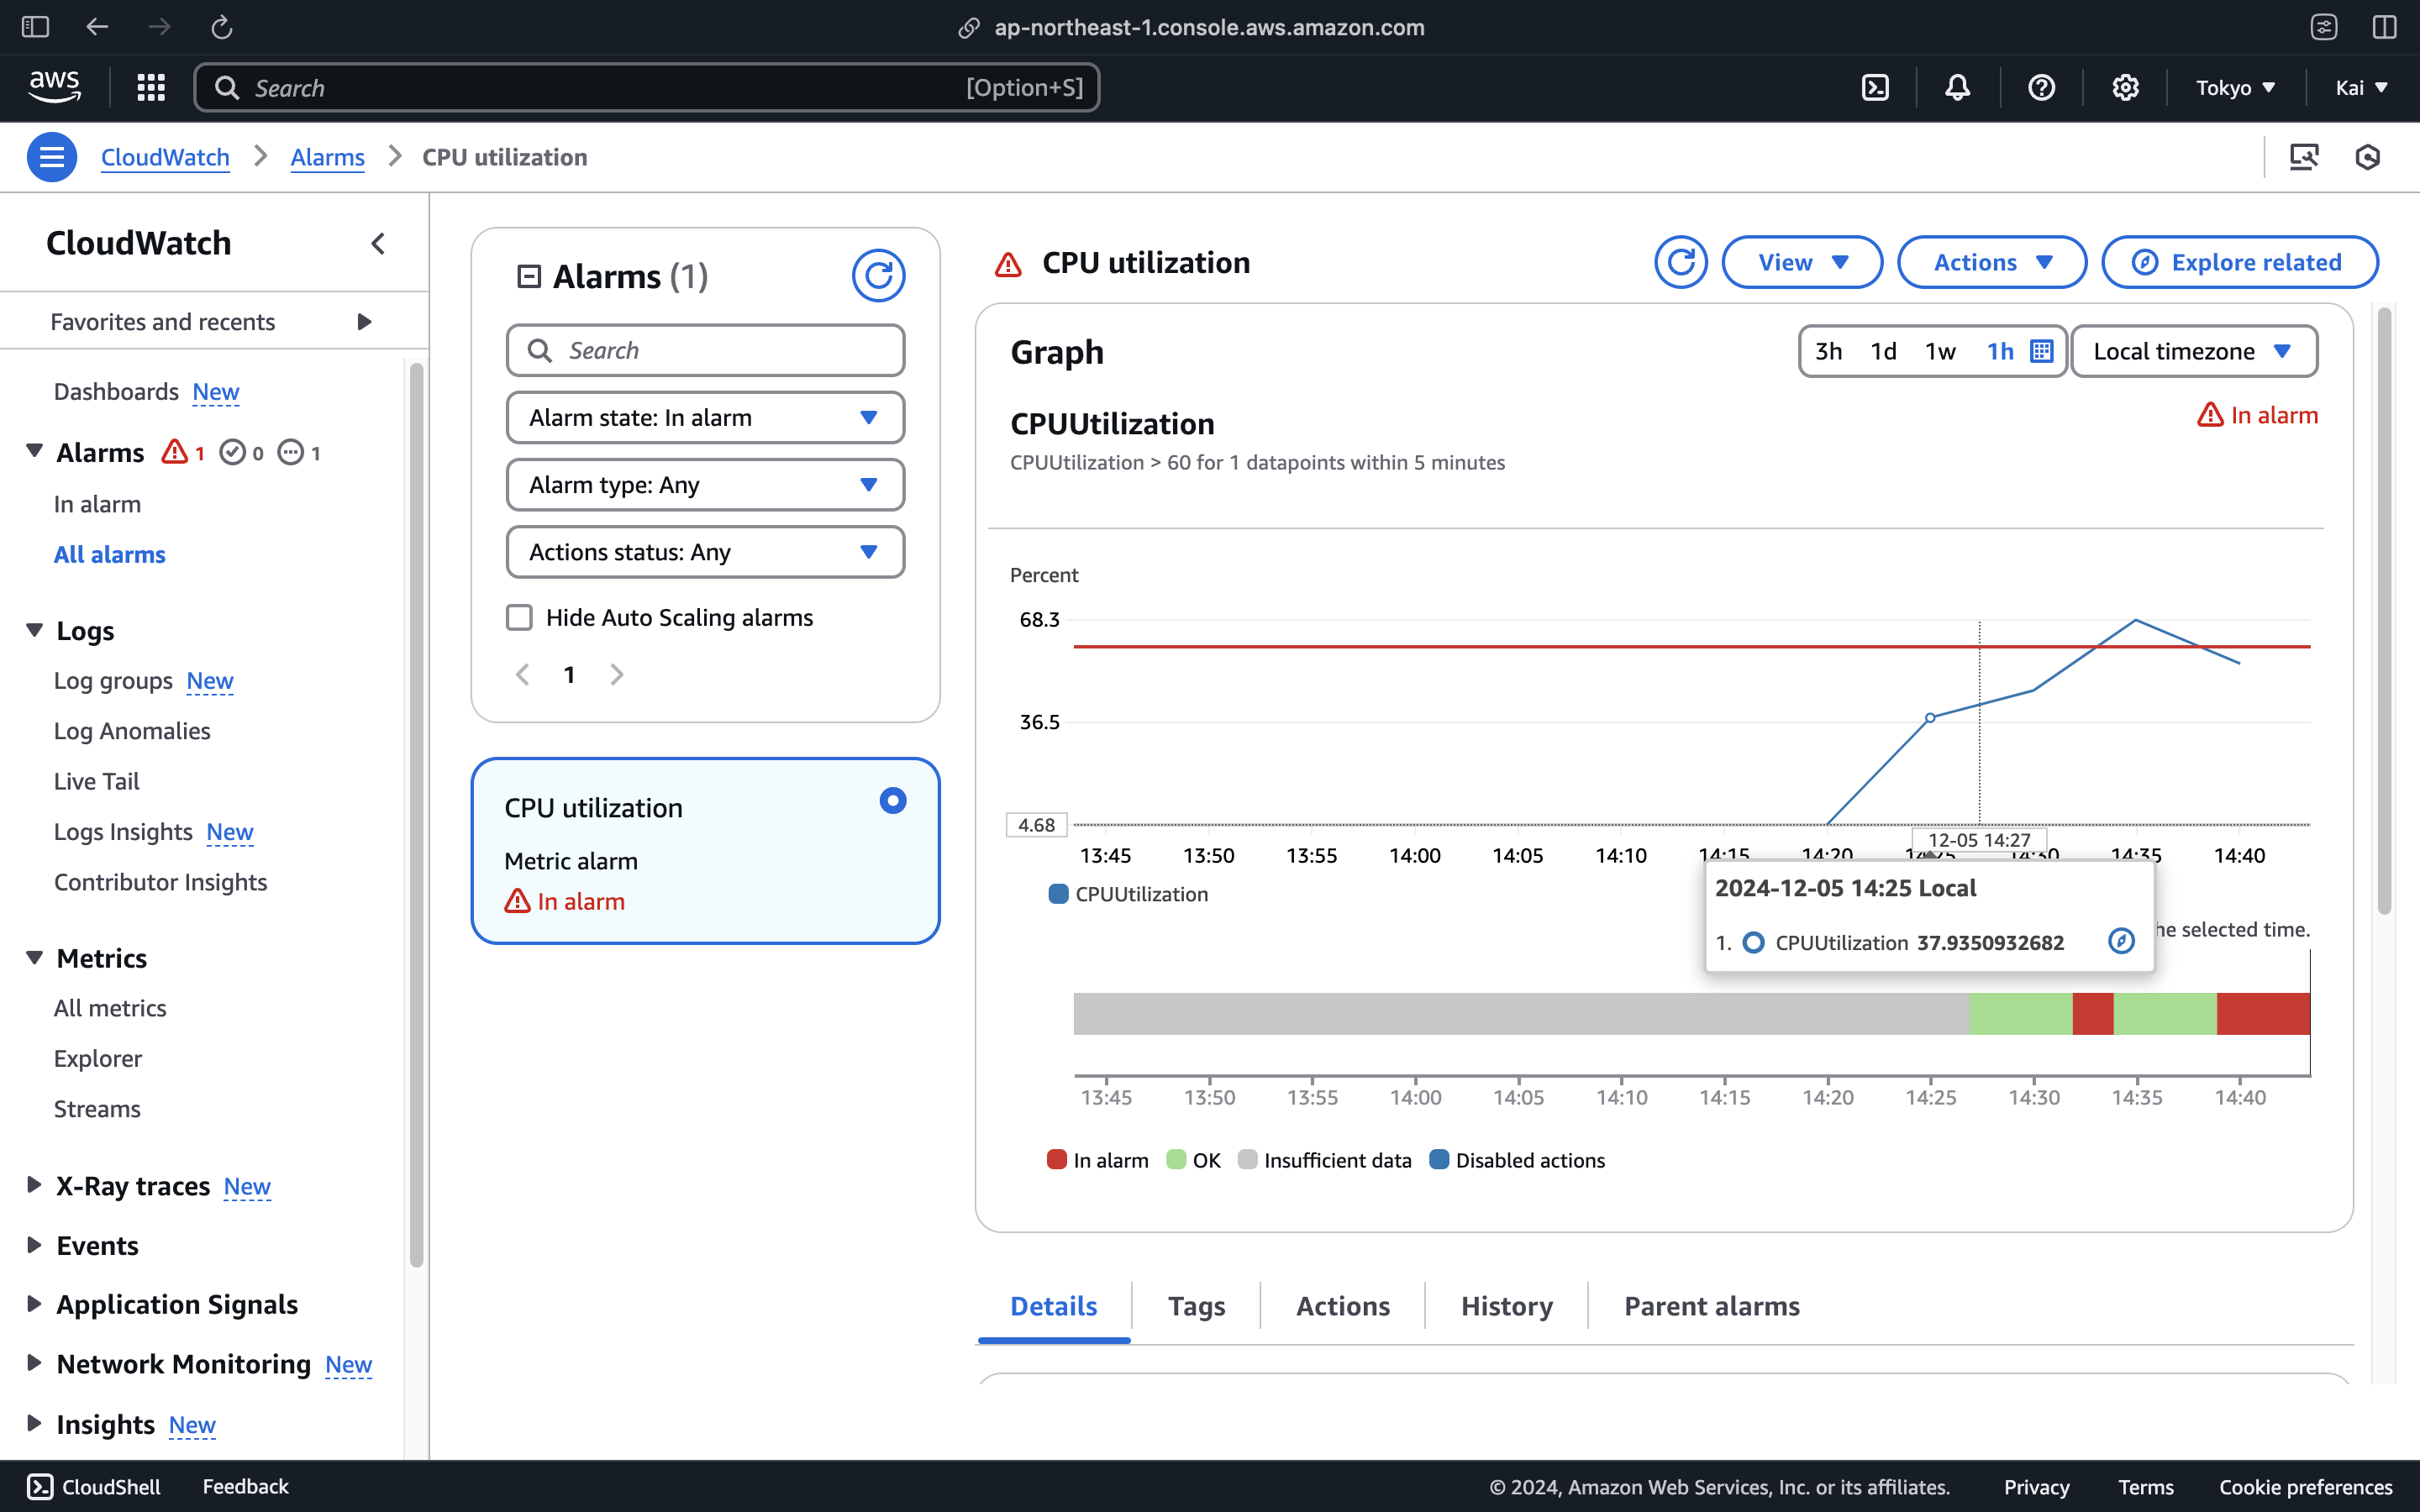 ap-northeast-1.console.aws.amazon.com
aws
Search [Option+S]
Tokyo
Kai
CloudWatch
Alarms
CPU utilization
CloudWatch
Favorites and recents
Dashboards New
Alarms 1 0 1
In alarm
All alarms
Logs
Log groups New
Log Anomalies
Live Tail
Logs Insights New
Contributor Insights
Metrics
All metrics
Explorer
Streams
X-Ray traces New
Events
Application Signals
Network Monitoring New
Insights New
Alarms (1)
Search
Alarm state: In alarm
Alarm type: Any
Actions status: Any
Hide Auto Scaling alarms
1
CPU utilization
Metric alarm
In alarm
CPU utilization
View
Actions
Explore related
Graph
3h 1d 1w 1h
Local timezone
CPUUtilization
In alarm
CPUUtilization > 60 for 1 datapoints within 5 minutes
Percent
68.3
36.5
4.68
12-05 14:27
13:45 13:50 13:55 14:00 14:05 14:10 14:15 14:20 14:25 14:30 14:35 14:40
CPUUtilization
2024-12-05 14:25 Local
1. CPUUtilization 37.9350932682
selected time.
13:45 13:50 13:55 14:00 14:05 14:10 14:15 14:20 14:25 14:30 14:35 14:40
In alarm OK Insufficient data Disabled actions
Details
Tags
Actions
History
Parent alarms
CloudShell
Feedback
© 2024, Amazon Web Services, Inc. or its affiliates.
Privacy
Terms
Cookie preferences